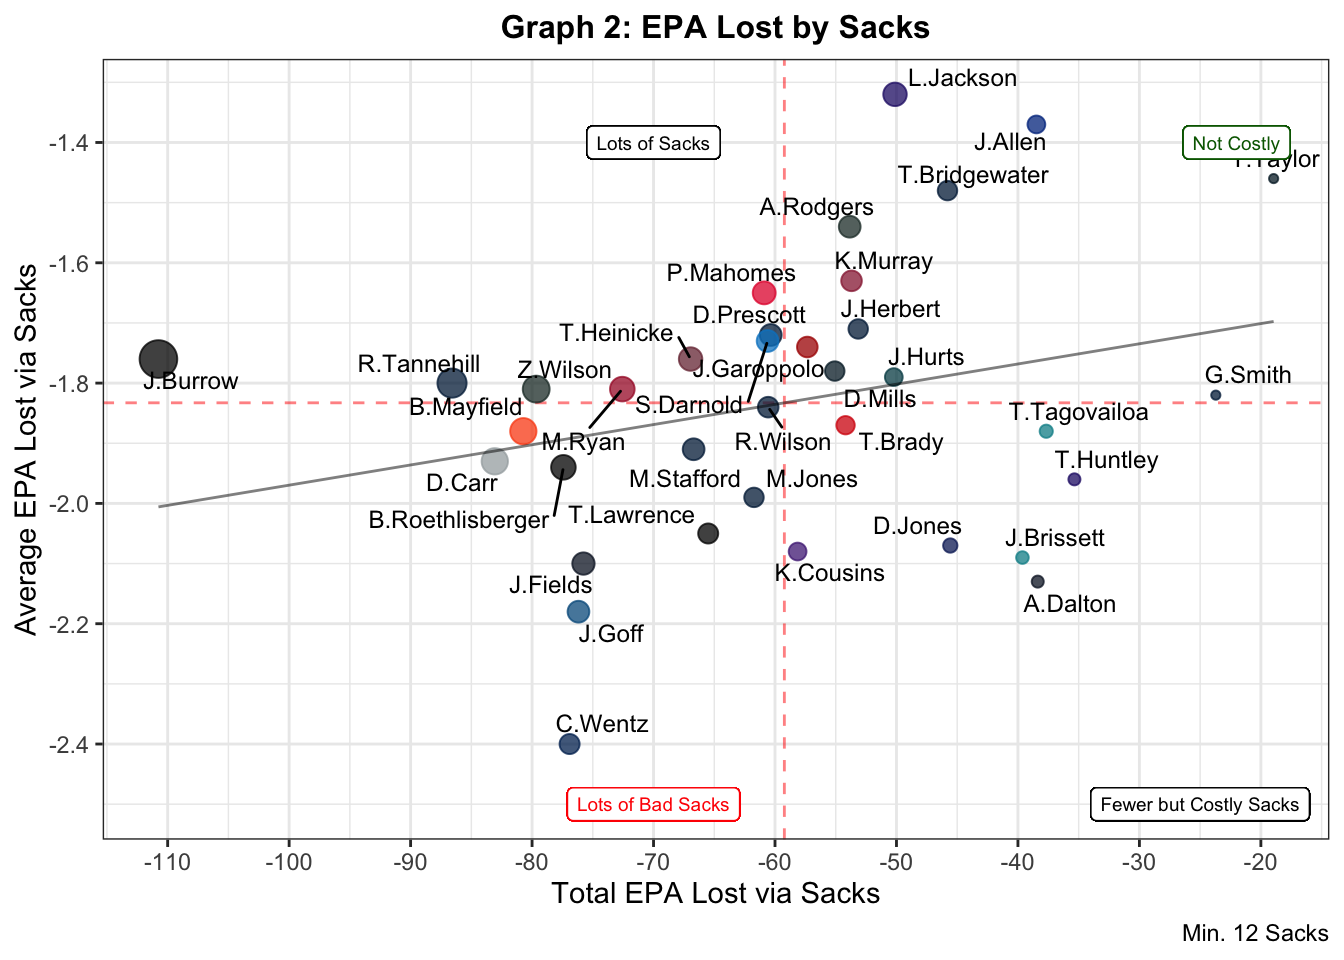 Graph 2: EPA Lost by Sacks
L.Jackson
Lots of Sacks
J.Allen
Not Costly
T.Taylor
T.Bridgewater
A.Rodgers
K.Murray
P.Mahomes
D.Prescott
J.Herbert
T.Heinicke
R.Tannehill
Z.Wilson
J.Garoppolo
J.Hurts
J.Burrow
G.Smith
B.Mayfield
S.Darnold
D.Mills
T.Tagovailoa
M.Ryan
R.Wilson
T.Brady
T.Huntley
D.Carr
M.Stafford
M.Jones
B.Roethlisberger
T.Lawrence
D.Jones
J.Brissett
J.Fields
K.Cousins
A.Dalton
J.Goff
C.Wentz
Lots of Bad Sacks
Fewer but Costly Sacks
-1.4
-1.6
-1.8
-2.0
-2.2
-2.4
Average EPA Lost via Sacks
-110 -100 -90 -80 -70 -60 -50 -40 -30 -20
Total EPA Lost via Sacks
Min. 12 Sacks